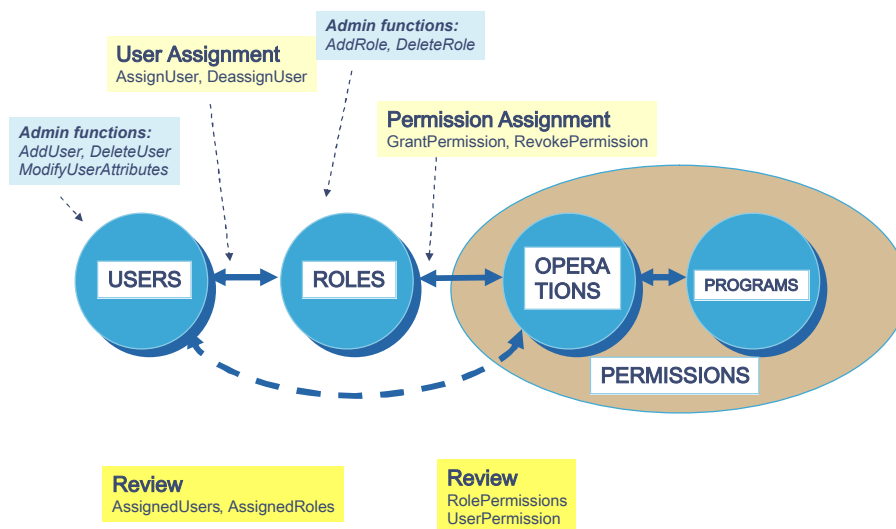 Admin functions:
AddRole, DeleteRole
User Assignment
AssignUser, DeassignUser
Permission Assignment
GrantPermission, RevokePermission
Admin functions:
AddUser, DeleteUser
ModifyUserAttributes
USERS
ROLES
OPERA
TIONS
PROGRAMS
PERMISSIONS
Review
AssignedUsers, AssignedRoles
Review
RolePermissions
UserPermission